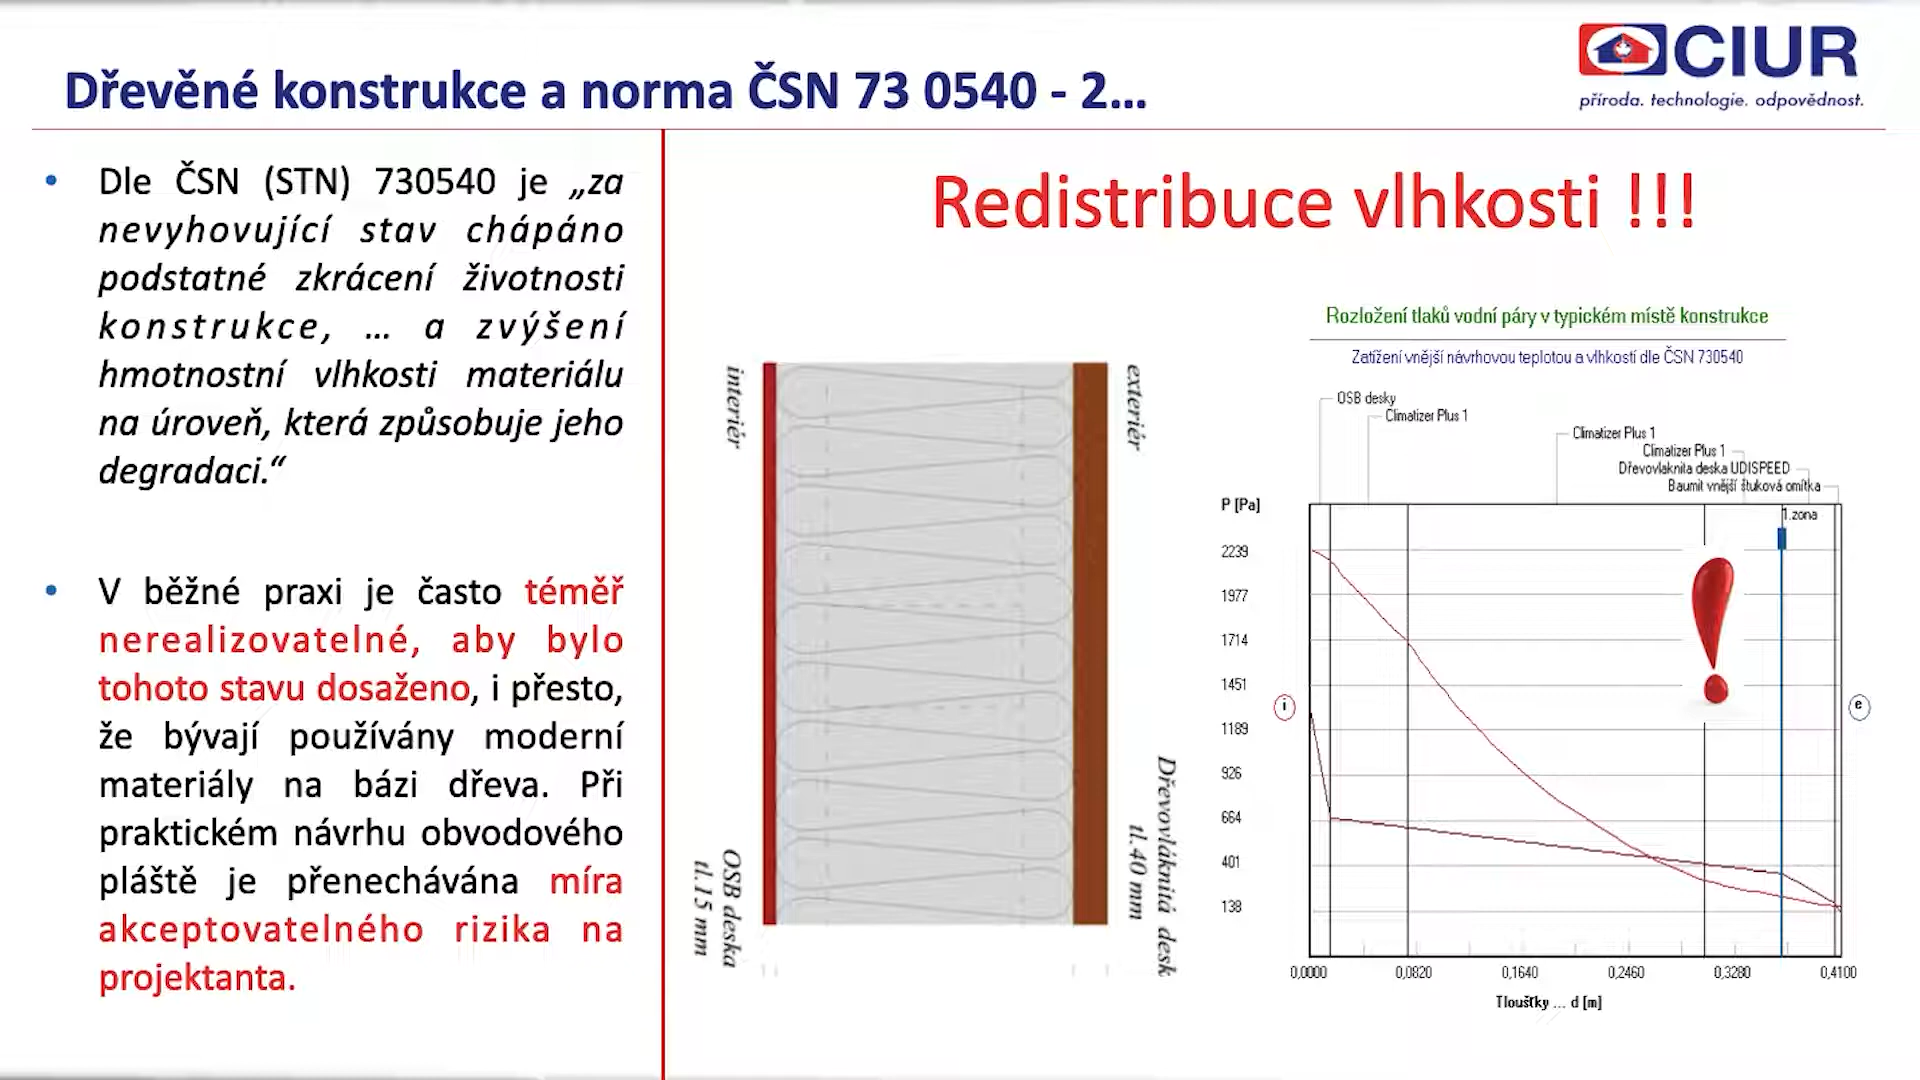 CIUR
příroda. technologie. odpovědnost.
Dřevěné konstrukce a norma ČSN 73 0540 - 2...
• Dle ČSN (STN) 730540 je „za
nevyhovující stav chápáno
podstatné zkrácení životnosti
konstrukce, … a zvýšení
hmotnostní vlhkosti materiálu
na úroveň, která způsobuje jeho
degradaci.“
• V běžné praxi je často téměř
nerealizovatelné, aby bylo
tohoto stavu dosaženo, i přesto,
že bývají používány moderní
materiály na bázi dřeva. Při
praktickém návrhu obvodového
pláště je přenechávána míra
akceptovatelného rizika na
projektanta.
Redistribuce vlhkosti !!!
interiér
exteriér
OSB deska
tl.15 mm
Dřevovláknitá desk
tl.40 mm
Rozložení tlaků vodní páry v typickém místě konstrukce
Zatížení vnější návrhovou teplotou a vlhkostí dle ČSN 730540
OSB desky
Climatizer Plus 1
Climatizer Plus 1
Climatizer Plus 1
Dřevovlaknita deska UDISPEED
Baumit vnější štuková omítka
P [Pa]
1.zona
2239
1977
1714
1451
1189
926
664
401
138
i
e
0,0000 0,0820 0,1640 0,2460 0,3280 0,4100
Tloušťky ... d [m]